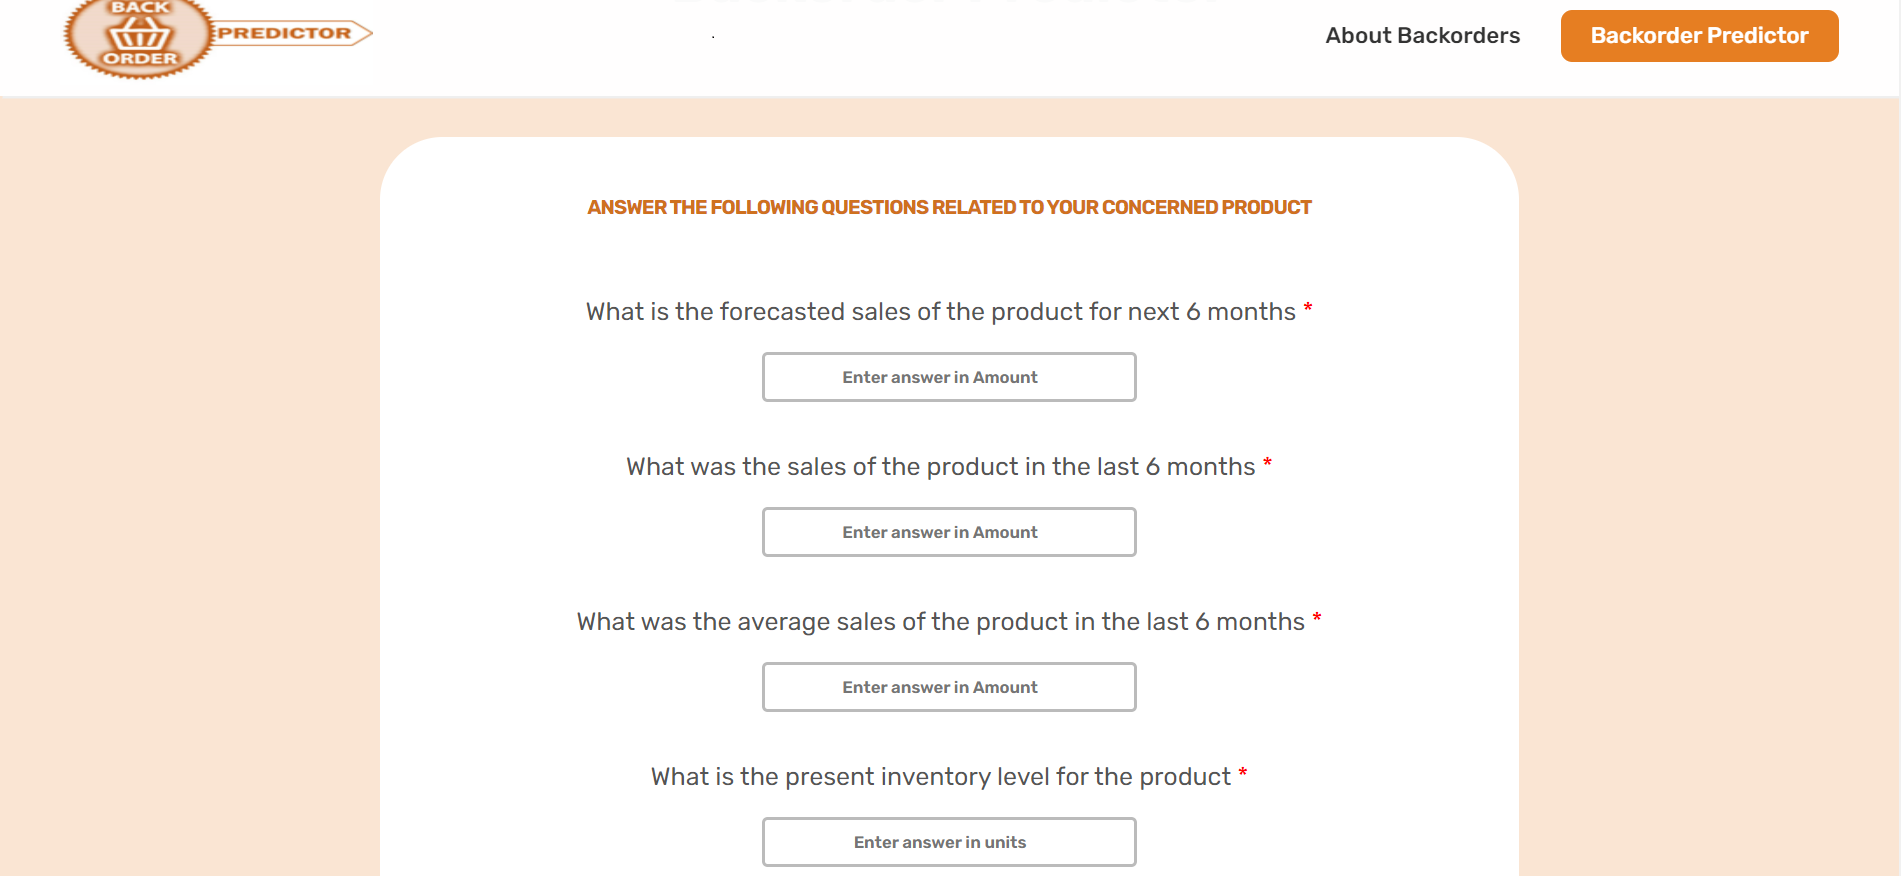 BACK
ORDER
PREDICTOR
.
About Backorders
Backorder Predictor
ANSWER THE FOLLOWING QUESTIONS RELATED TO YOUR CONCERNED PRODUCT
What is the forecasted sales of the product for next 6 months *
Enter answer in Amount
What was the sales of the product in the last 6 months *
Enter answer in Amount
What was the average sales of the product in the last 6 months *
Enter answer in Amount
What is the present inventory level for the product *
Enter answer in units